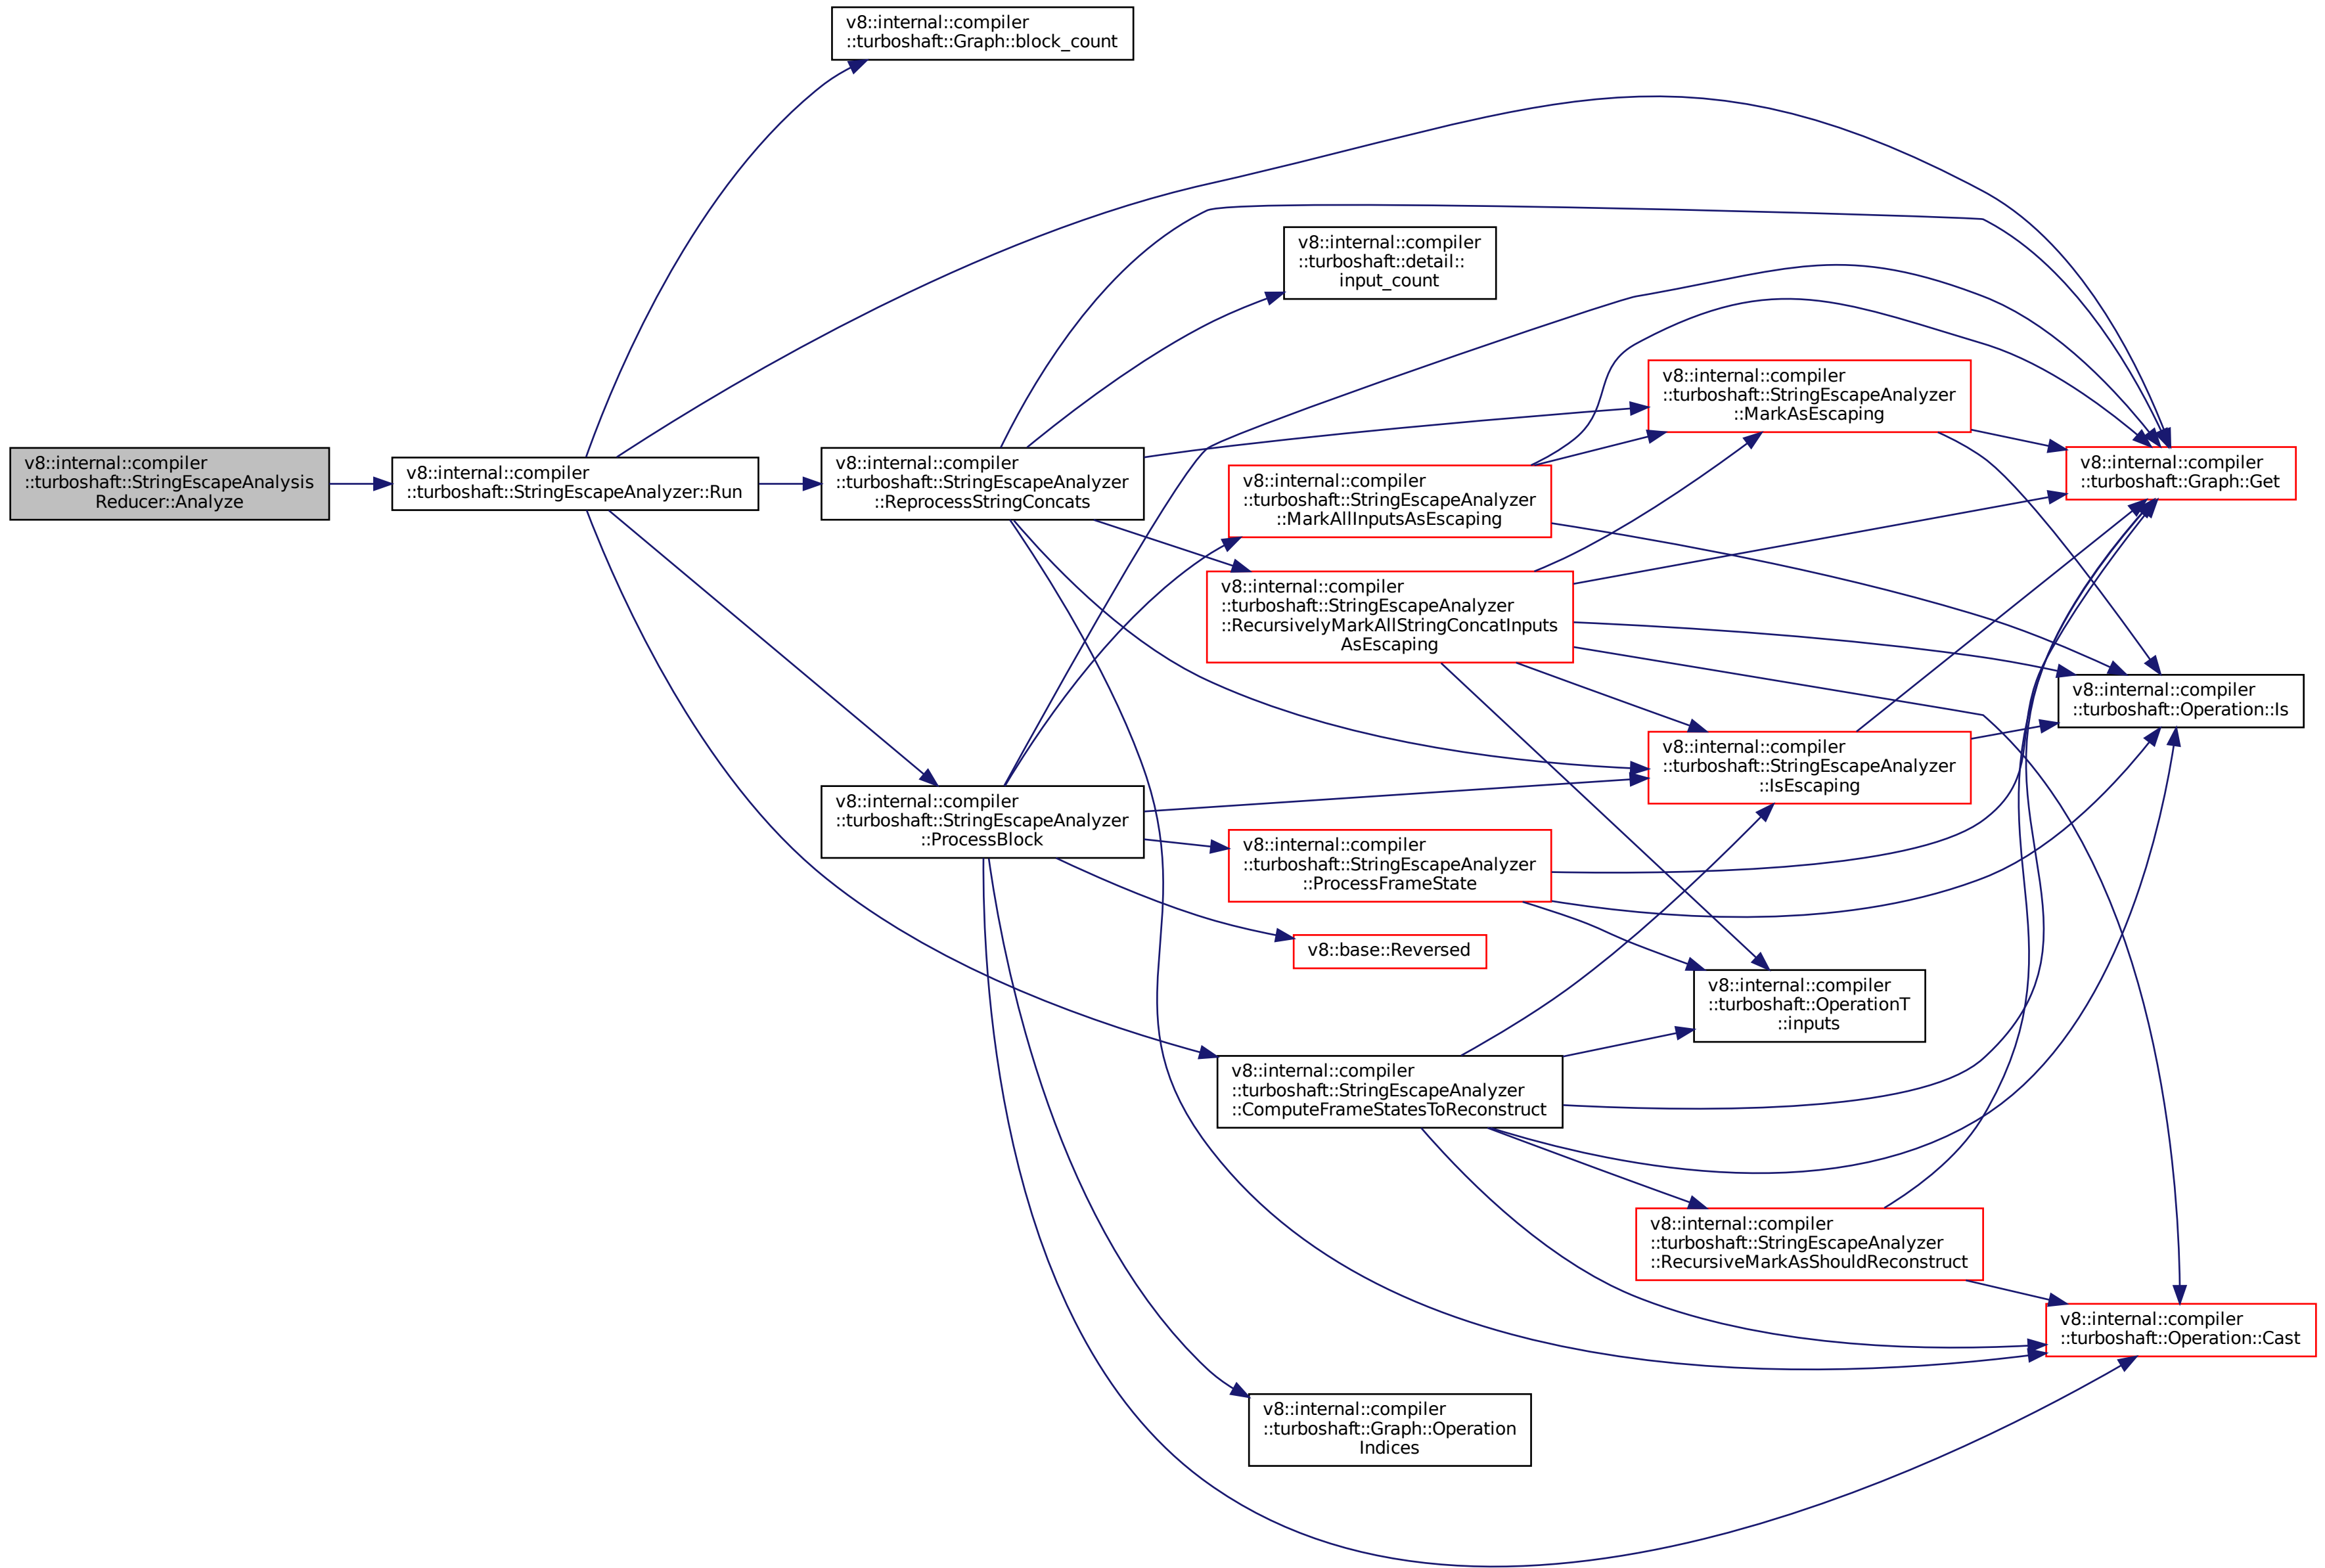 v8::internal::compiler
::turboshaft::Graph::block_count
v8::internal::compiler
::turboshaft::detail::
input_count
v8::internal::compiler
::turboshaft::StringEscapeAnalyzer
::MarkAsEscaping
v8::internal::compiler
::turboshaft::StringEscapeAnalysis
Reducer::Analyze
v8::internal::compiler
::turboshaft::StringEscapeAnalyzer::Run
v8::internal::compiler
::turboshaft::StringEscapeAnalyzer
::ReprocessStringConcats
v8::internal::compiler
::turboshaft::StringEscapeAnalyzer
::MarkAllInputsAsEscaping
v8::internal::compiler
::turboshaft::Graph::Get
v8::internal::compiler
::turboshaft::StringEscapeAnalyzer
::RecursivelyMarkAllStringConcatInputs
AsEscaping
v8::internal::compiler
::turboshaft::Operation::Is
v8::internal::compiler
::turboshaft::StringEscapeAnalyzer
::IsEscaping
v8::internal::compiler
::turboshaft::StringEscapeAnalyzer
::ProcessBlock
v8::internal::compiler
::turboshaft::StringEscapeAnalyzer
::ProcessFrameState
v8::base::Reversed
v8::internal::compiler
::turboshaft::OperationT
::inputs
v8::internal::compiler
::turboshaft::StringEscapeAnalyzer
::ComputeFrameStatesToReconstruct
v8::internal::compiler
::turboshaft::StringEscapeAnalyzer
::RecursiveMarkAsShouldReconstruct
v8::internal::compiler
::turboshaft::Operation::Cast
v8::internal::compiler
::turboshaft::Graph::Operation
Indices